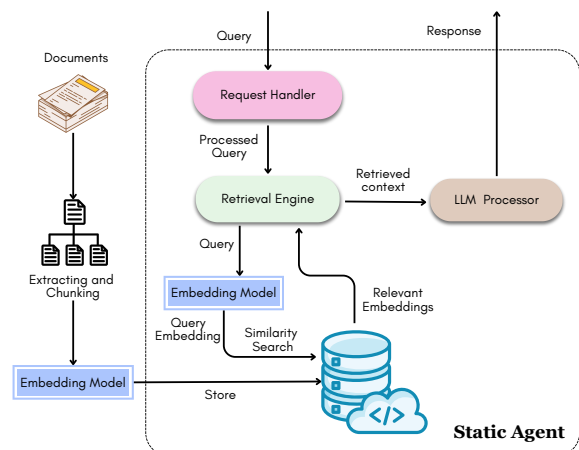 Query
Response
Documents
Request Handler
Processed
Query
Retrieved
context
Retrieval Engine
LLM Processor
Query
Extracting and
Chunking
Embedding Model
Relevant
Embeddings
Query
Embedding
Similarity
Search
Embedding Model
Store
</>
Static Agent